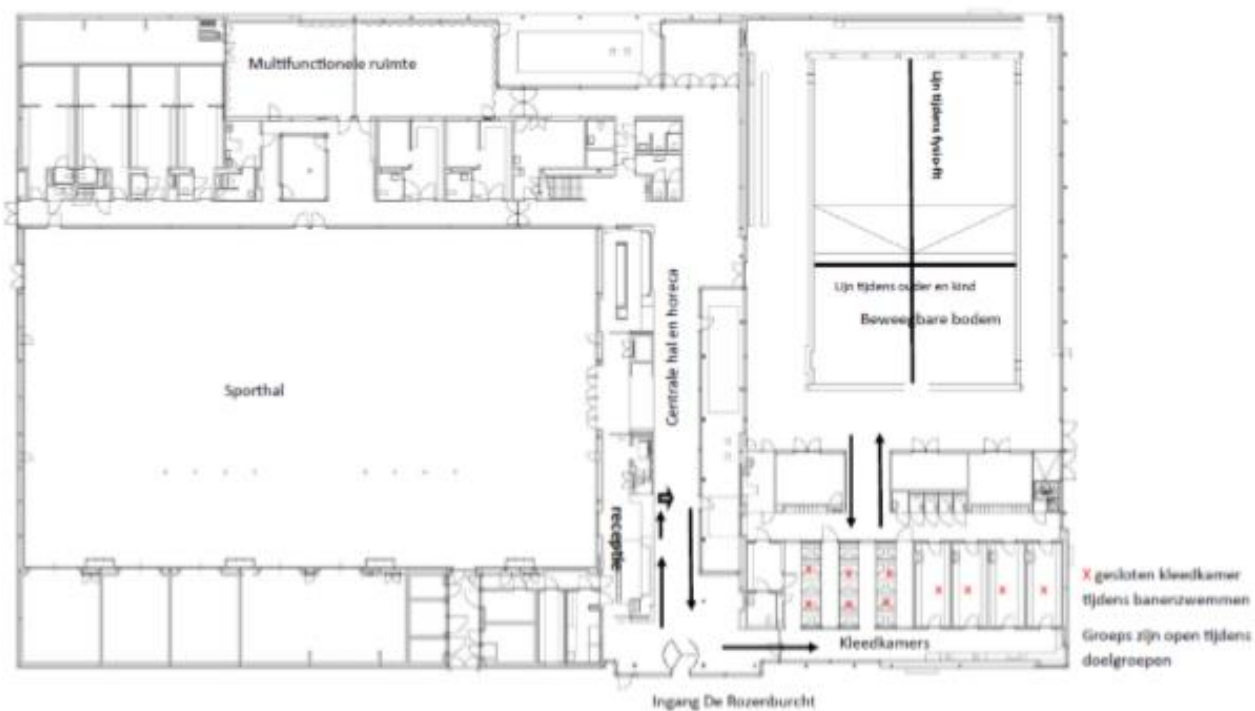 Multifunctionele ruimte
Lijn tijdens fysio-fit
Lijn tijdens ouder en kind
Beweegbare bodem
Centrale hal en horeca
Sporthal
receptie
X gesloten kleedkamer
tijdens banenzwemmen
Groeps zijn open tijdens
doelgroepen
Kleedkamers
Ingang De Rozenburcht